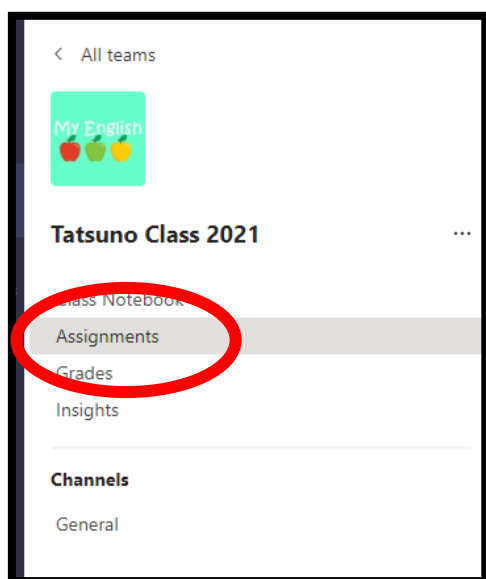 < All teams
My English
Tatsuno Class 2021 ...
Class Notebook
Assignments
Grades
Insights
Channels
General